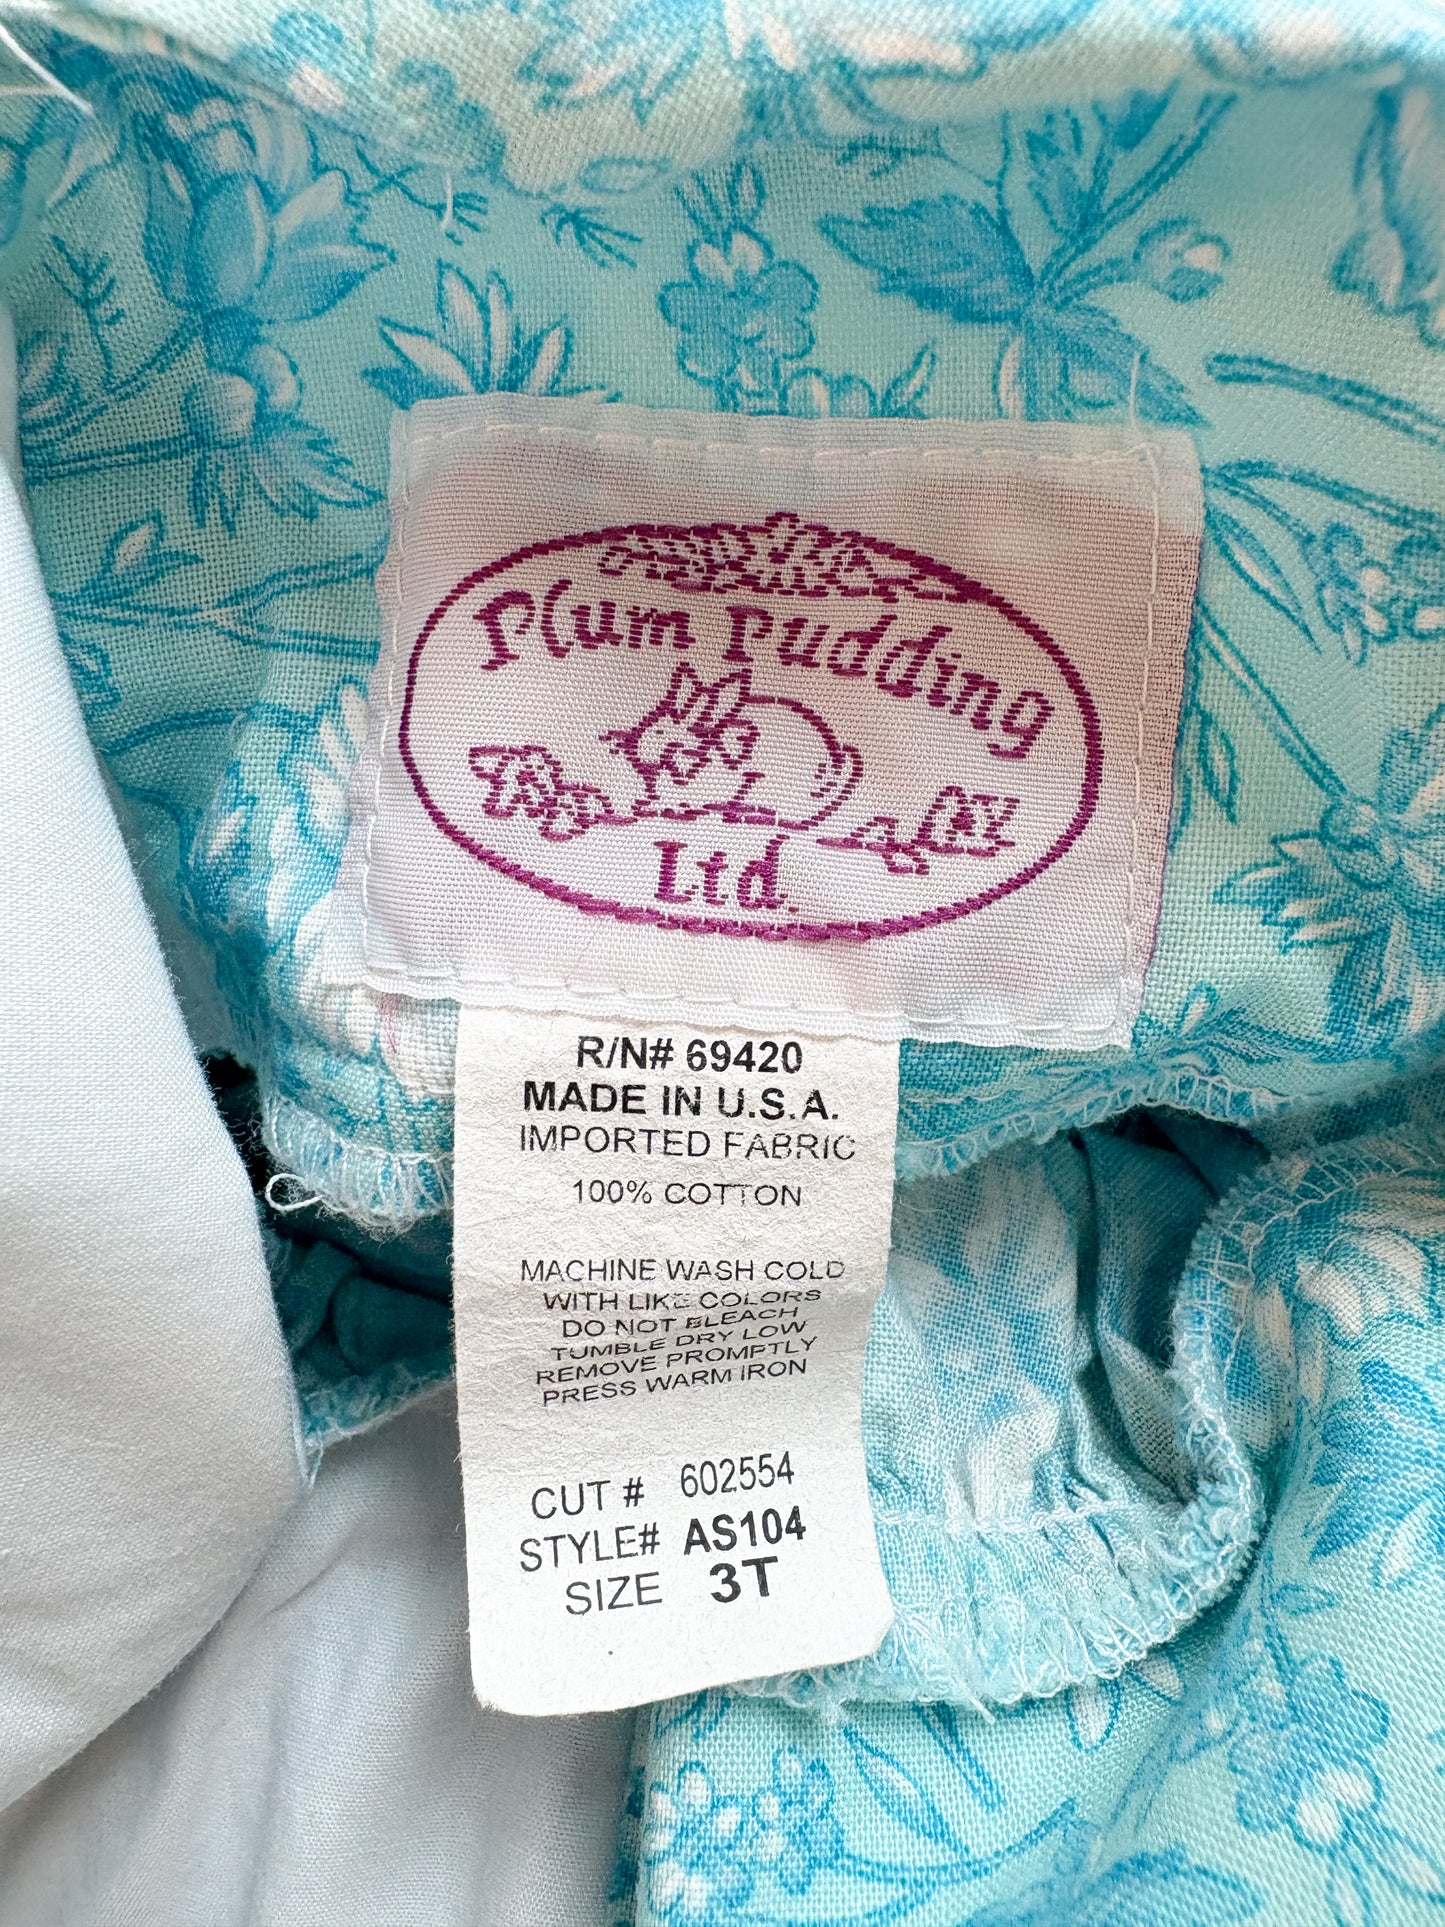 Plum Pudding
Ltd.
R/N# 69420
MADE IN U.S.A.
IMPORTED FABRIC
100% COTTON
MACHINE WASH COLD
WITH LIKE COLORS
DO NOT BLEACH
TUMBLE DRY LOW
REMOVE PROMPTLY
PRESS WARM IRON
CUT # 602554
STYLE# AS104
SIZE 3T